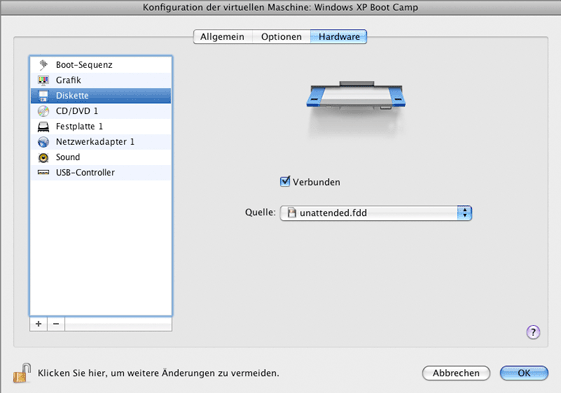 Konfiguration der virtuellen Maschine: Windows XP Boot Camp
Allgemein Optionen Hardware
Boot-Sequenz
Grafik
Diskette
CD/DVD 1
Festplatte 1
Netzwerkadapter 1
Sound
USB-Controller
Verbunden
Quelle: unattended.fdd
+ −
?
Klicken Sie hier, um weitere Änderungen zu vermeiden.
Abbrechen OK